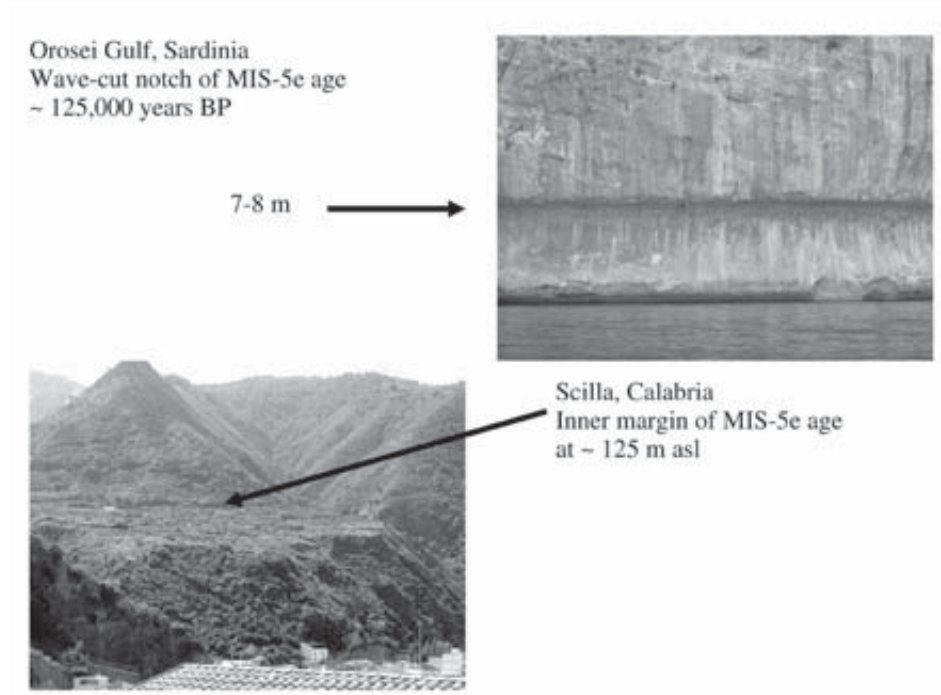 Orosei Gulf, Sardinia
Wave-cut notch of MIS-5e age
~ 125,000 years BP
7-8 m
Scilla, Calabria
Inner margin of MIS-5e age
at ~ 125 m asl